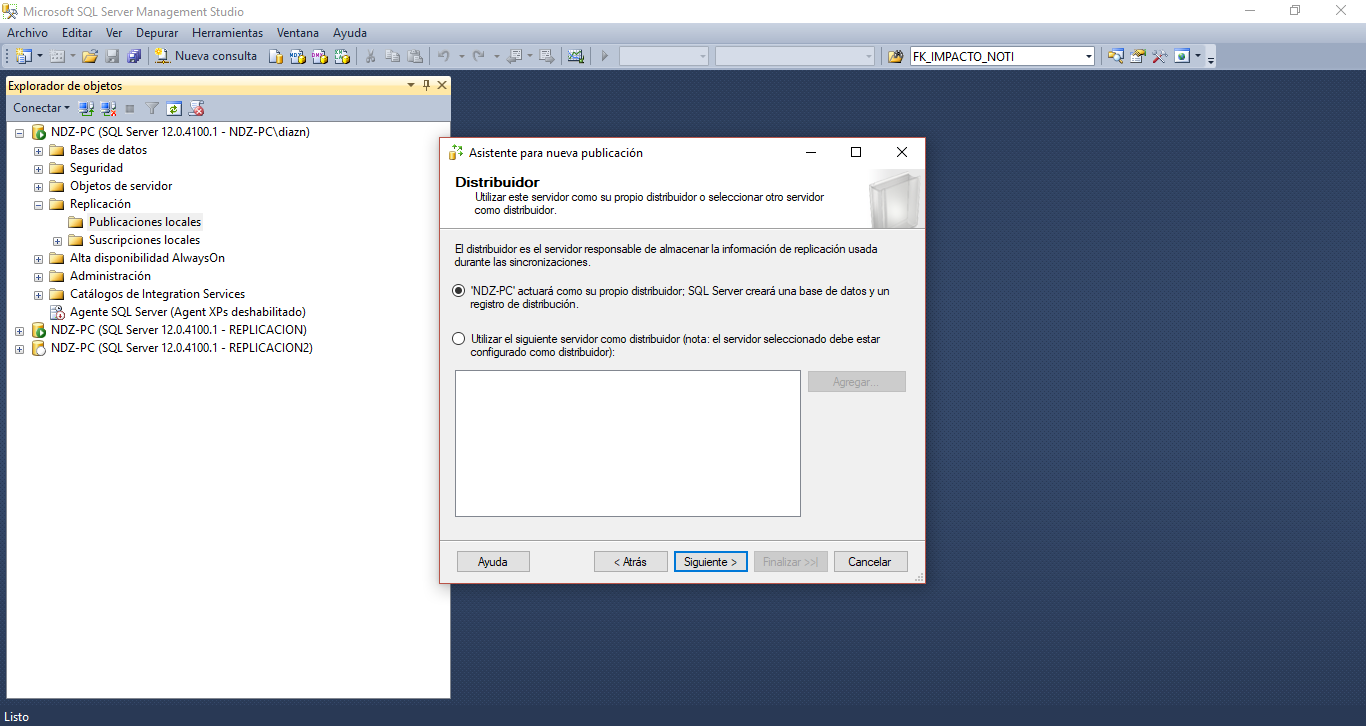 Microsoft SQL Server Management Studio
Archivo Editar Ver Depurar Herramientas Ventana Ayuda
Nueva consulta
FK_IMPACTO_NOTI
Explorador de objetos
Conectar
NDZ-PC (SQL Server 12.0.4100.1 - NDZ-PC\diazn)
Bases de datos
Seguridad
Objetos de servidor
Replicación
Publicaciones locales
Suscripciones locales
Alta disponibilidad AlwaysOn
Administración
Catálogos de Integration Services
Agente SQL Server (Agent XPs deshabilitado)
NDZ-PC (SQL Server 12.0.4100.1 - REPLICACION)
NDZ-PC (SQL Server 12.0.4100.1 - REPLICACION2)
Asistente para nueva publicación
Distribuidor
Utilizar este servidor como su propio distribuidor o seleccionar otro servidor
como distribuidor.
El distribuidor es el servidor responsable de almacenar la información de replicación usada
durante las sincronizaciones.
'NDZ-PC' actuará como su propio distribuidor; SQL Server creará una base de datos y un
registro de distribución.
Utilizar el siguiente servidor como distribuidor (nota: el servidor seleccionado debe estar
configurado como distribuidor):
Agregar...
Ayuda < Atrás Siguiente > Finalizar >>| Cancelar
Listo